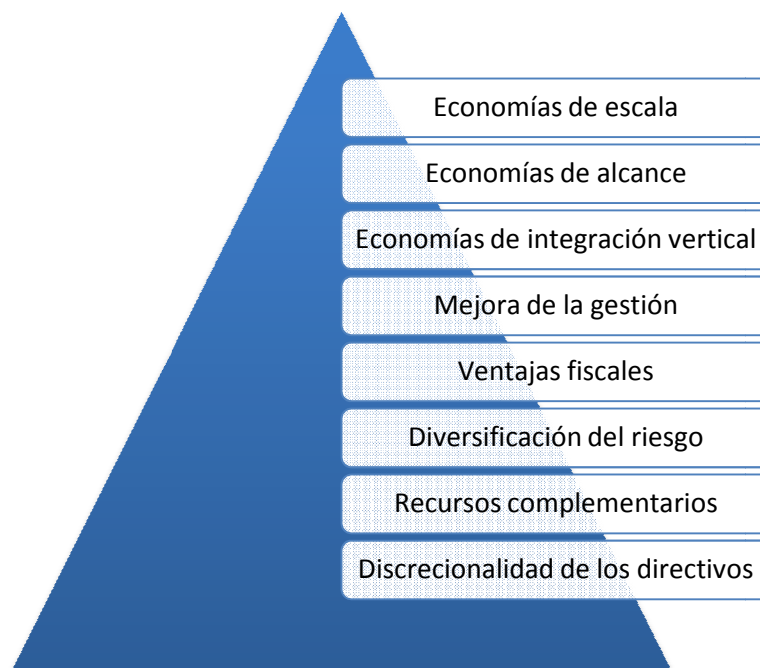 Economías de escala
Economías de alcance
Economías de integración vertical
Mejora de la gestión
Ventajas fiscales
Diversificación del riesgo
Recursos complementarios
Discrecionalidad de los directivos